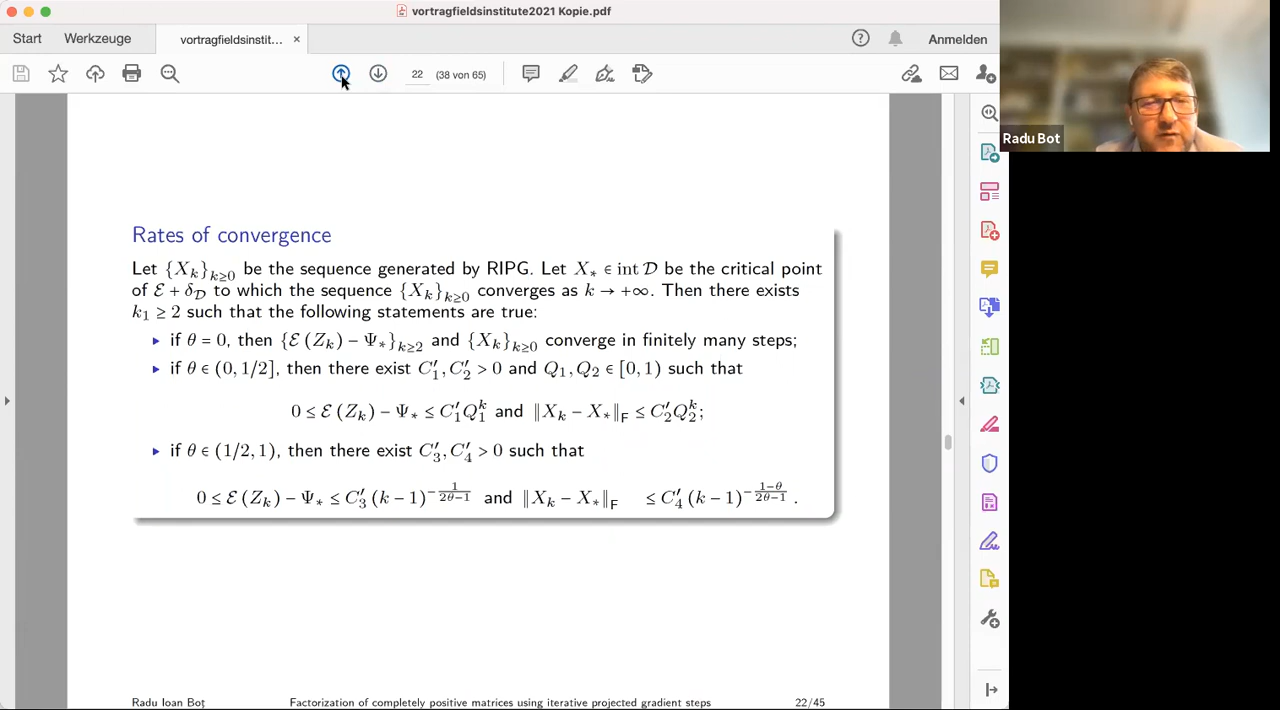 vortragfieldsinstitute2021 Kopie.pdf
Start Werkzeuge vortragfieldsinstit... × Anmelden
22 (38 von 65)
Radu Bot
Rates of convergence
Let {X_k}_{k≥0} be the sequence generated by RIPG. Let X_* ∈ int D be the critical point
of ℰ + δ_D to which the sequence {X_k}_{k≥0} converges as k → +∞. Then there exists
k_1 ≥ 2 such that the following statements are true:
▸ if θ = 0, then {ℰ(Z_k) − Ψ_*}_{k≥2} and {X_k}_{k≥0} converge in finitely many steps;
▸ if θ ∈ (0, 1/2], then there exist C′_1, C′_2 > 0 and Q_1, Q_2 ∈ [0, 1) such that
0 ≤ ℰ(Z_k) − Ψ_* ≤ C′_1 Q_1^k and ‖X_k − X_*‖_F ≤ C′_2 Q_2^k;
▸ if θ ∈ (1/2, 1), then there exist C′_3, C′_4 > 0 such that
0 ≤ ℰ(Z_k) − Ψ_* ≤ C′_3 (k − 1)^{−1/(2θ−1)} and ‖X_k − X_*‖_F ≤ C′_4 (k − 1)^{−(1−θ)/(2θ−1)}.
Radu Ioan Boţ Factorization of completely positive matrices using iterative projected gradient steps 22/45